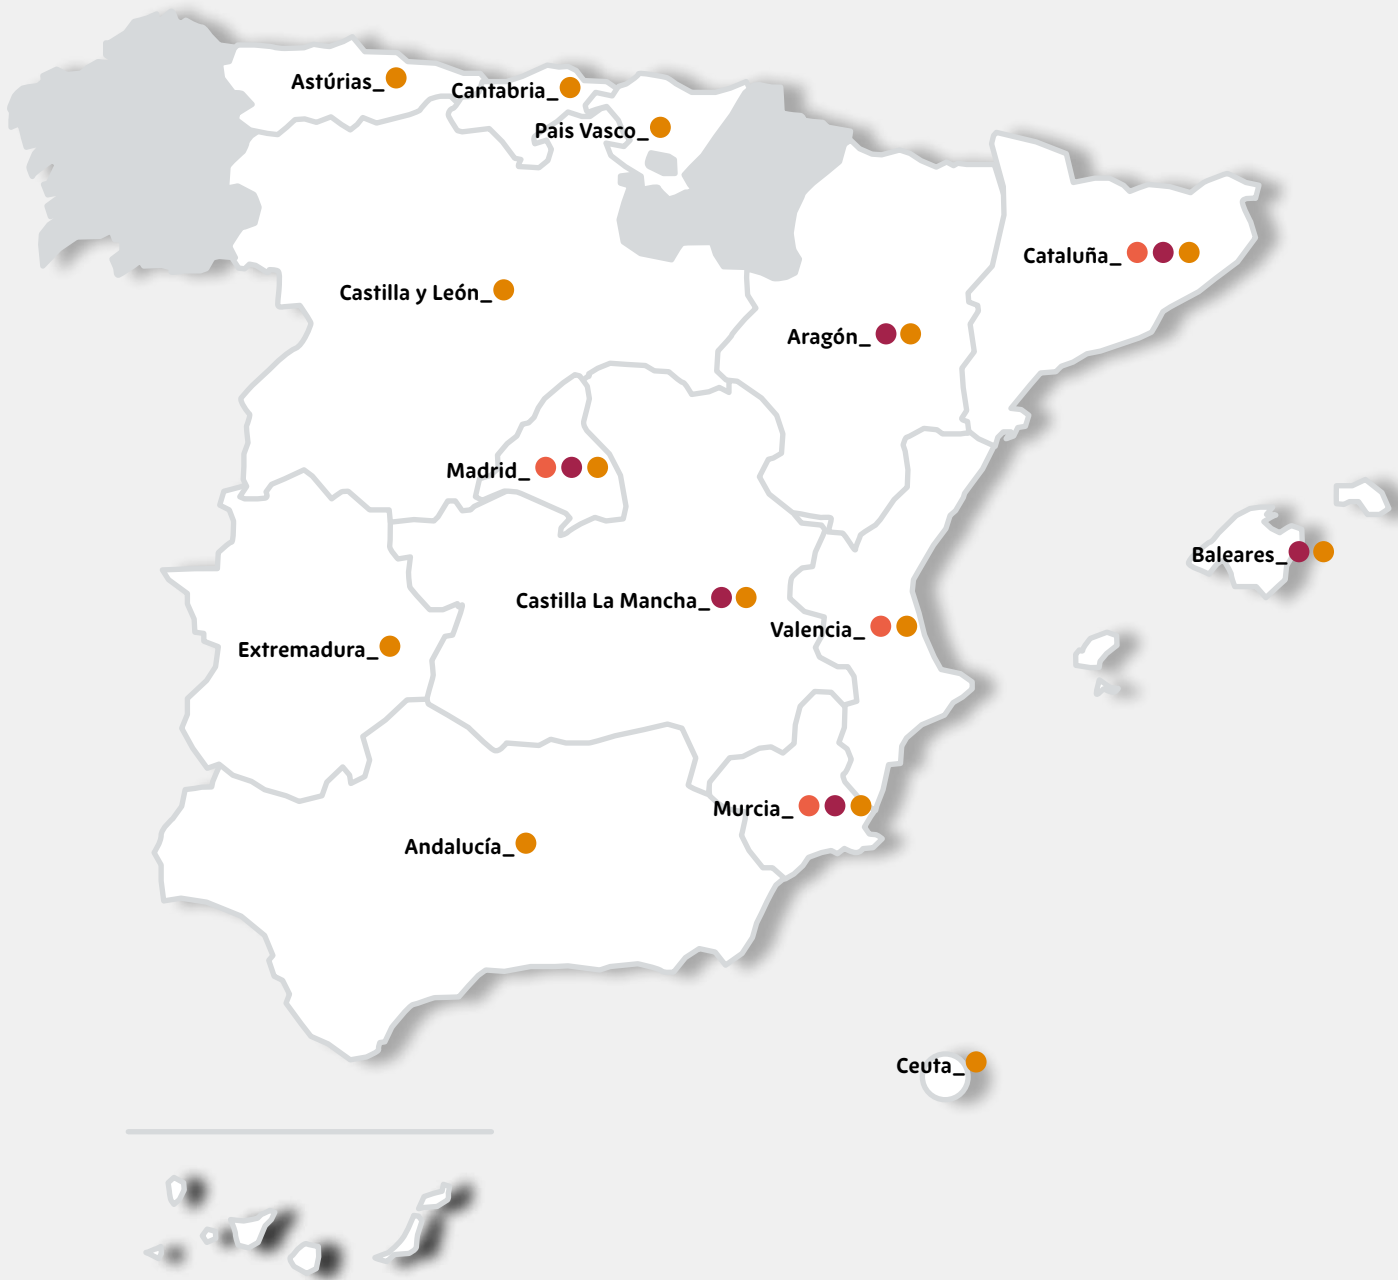 Astúrias_
Cantabria_
Pais Vasco_
Cataluña_
Castilla y León_
Aragón_
Madrid_
Baleares_
Castilla La Mancha_
Valencia_
Extremadura_
Murcia_
Andalucía_
Ceuta_